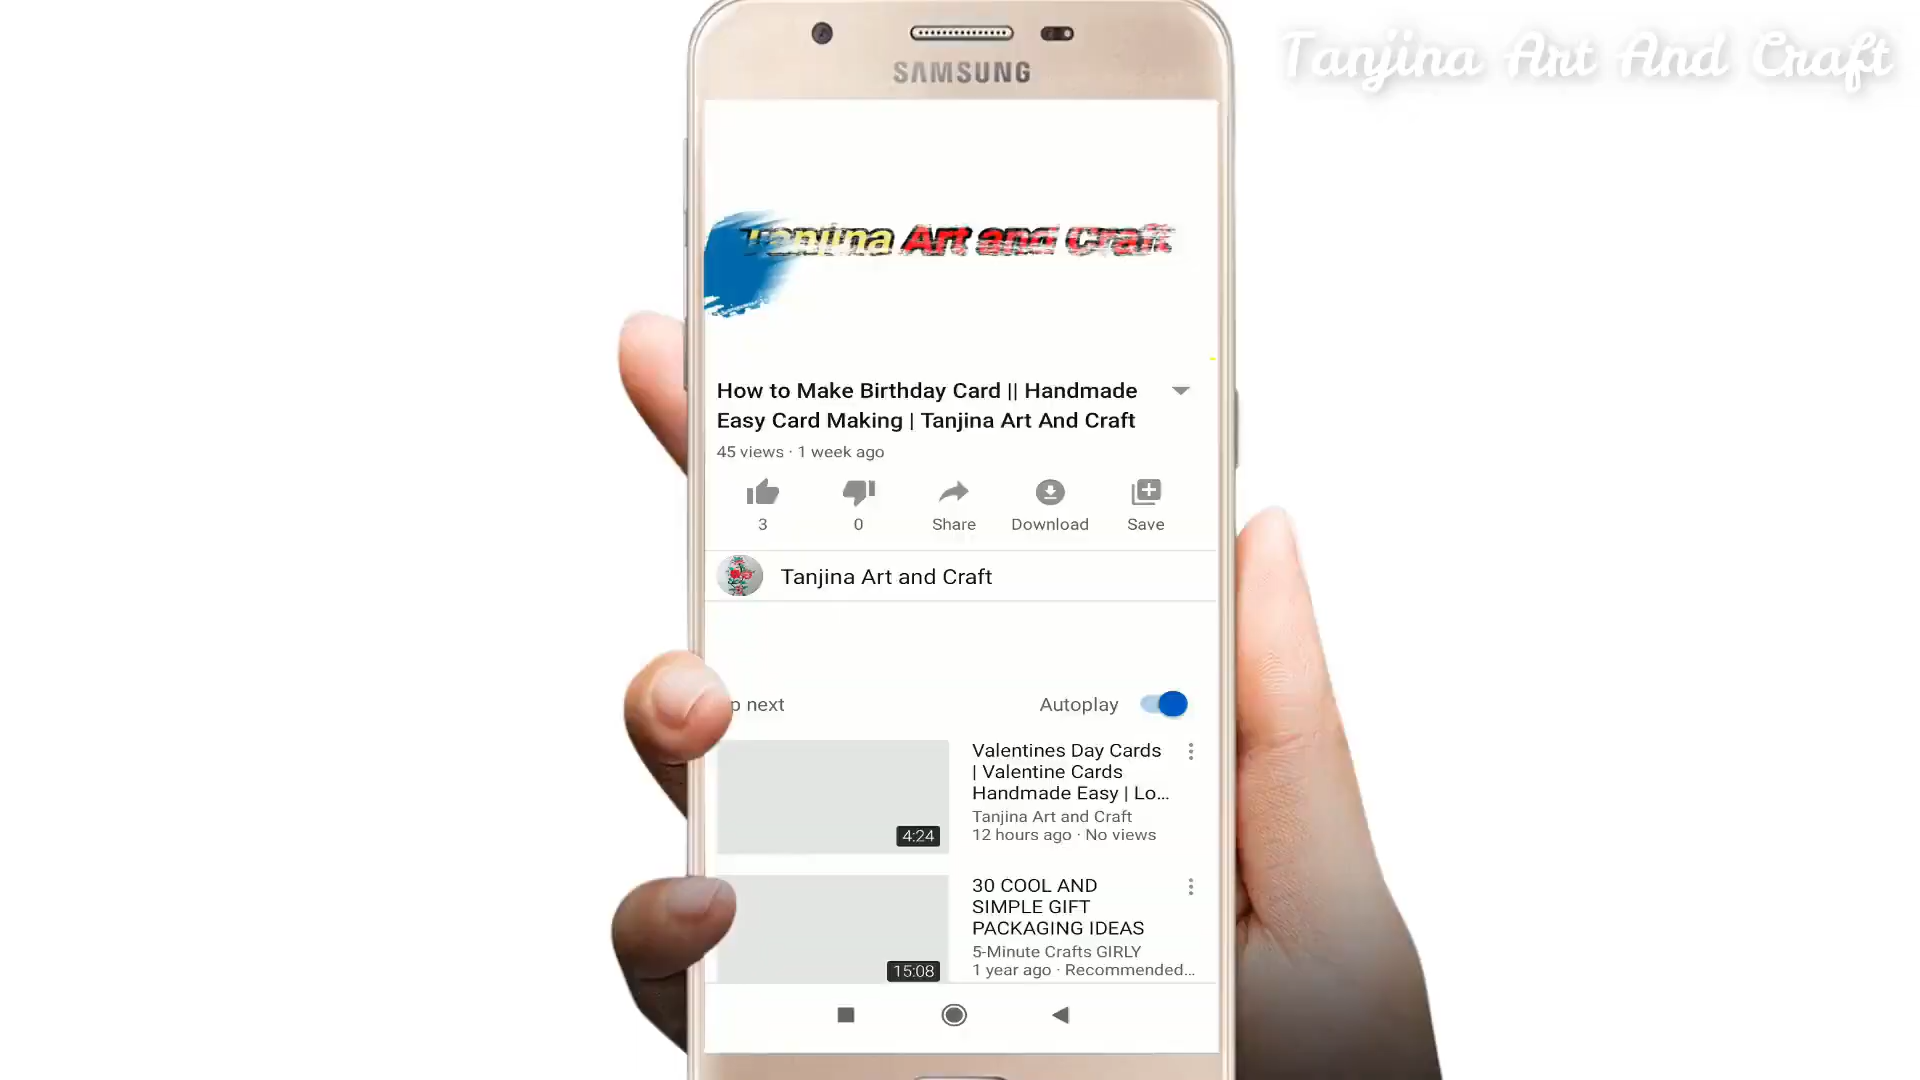 Tanjina Art And Craft
SAMSUNG
Tanjina Art and Craft
How to Make Birthday Card || Handmade
Easy Card Making | Tanjina Art And Craft
45 views · 1 week ago
3
0
Share
Download
Save
Tanjina Art and Craft
p next
Autoplay
Valentines Day Cards
| Valentine Cards
Handmade Easy | Lo...
Tanjina Art and Craft
12 hours ago · No views
4:24
30 COOL AND
SIMPLE GIFT
PACKAGING IDEAS
5-Minute Crafts GIRLY
1 year ago · Recommended...
15:08